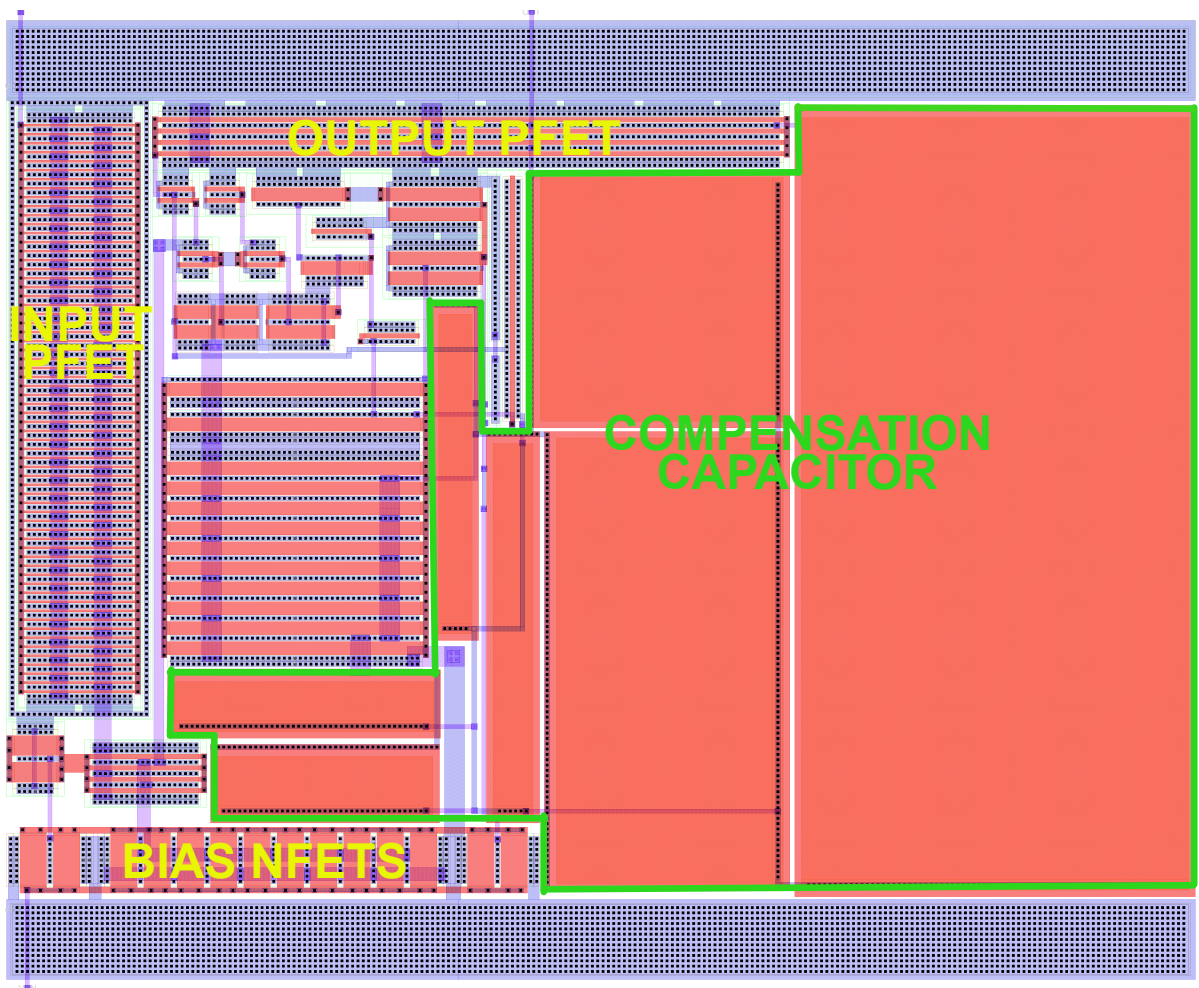 OUTPUT PFET
INPUT
PFET
COMPENSATION
CAPACITOR
BIAS NFETS